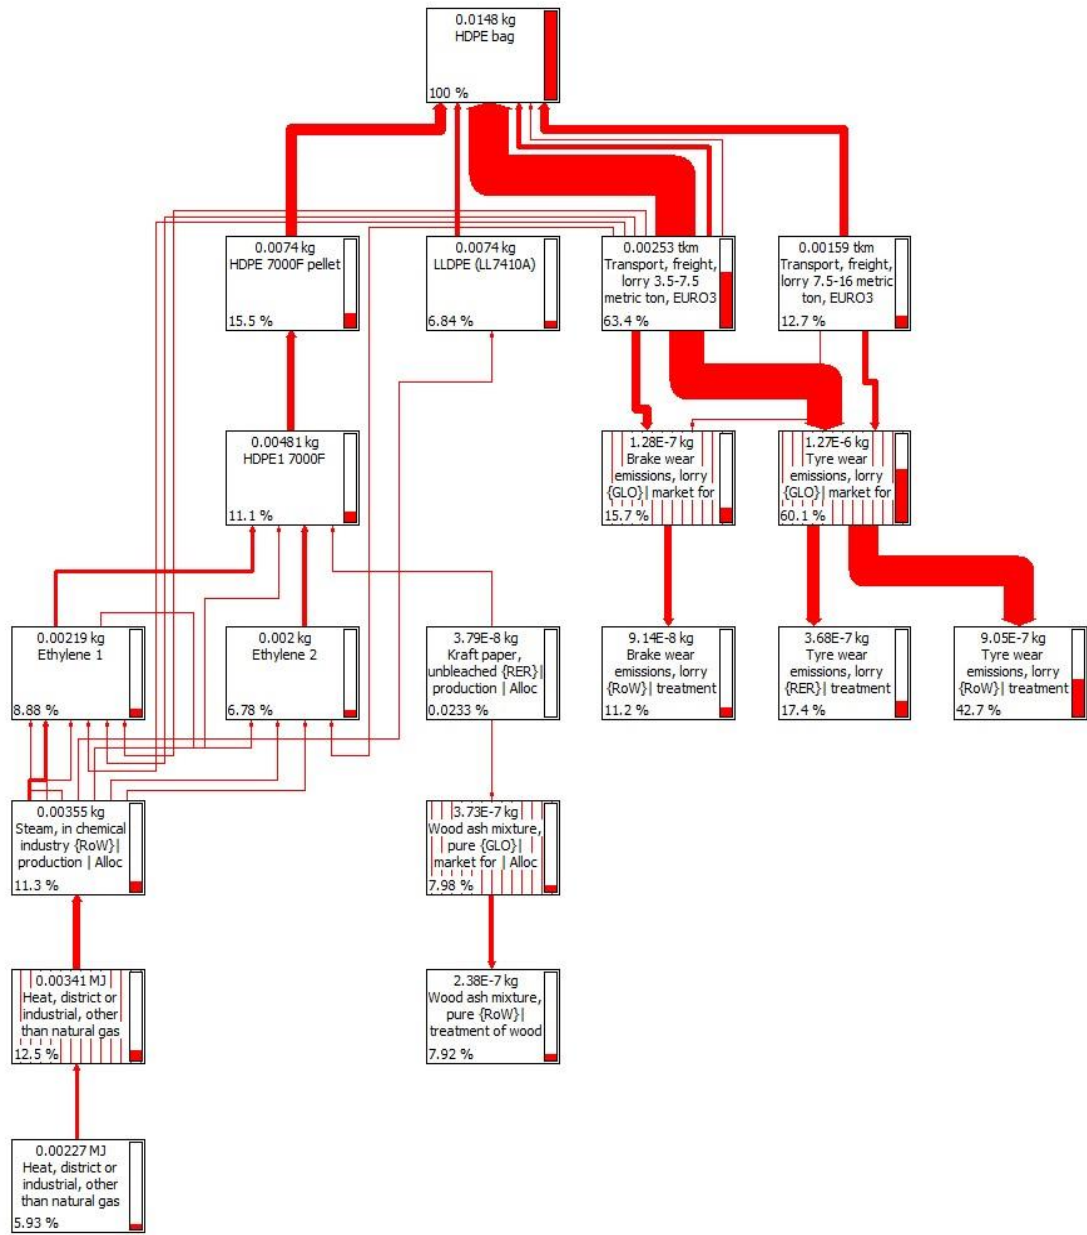 0.0148 kg
HDPE bag
100 %
0.0074 kg
HDPE 7000F pellet
15.5 %
0.0074 kg
LLDPE (LL7410A)
6.84 %
0.00253 tkm
Transport, freight,
lorry 3.5-7.5
metric ton, EURO3
63.4 %
0.00159 tkm
Transport, freight,
lorry 7.5-16 metric
ton, EURO3
12.7 %
0.00481 kg
HDPE1 7000F
11.1 %
1.28E-7 kg
Brake wear
emissions, lorry
{GLO}| market for
15.7 %
1.27E-6 kg
Tyre wear
emissions, lorry
{GLO}| market for
60.1 %
0.00219 kg
Ethylene 1
8.88 %
0.002 kg
Ethylene 2
6.78 %
3.79E-8 kg
Kraft paper,
unbleached {RER}|
production | Alloc
0.0233 %
9.14E-8 kg
Brake wear
emissions, lorry
{RoW}| treatment
11.2 %
3.68E-7 kg
Tyre wear
emissions, lorry
{RER}| treatment
17.4 %
9.05E-7 kg
Tyre wear
emissions, lorry
{RoW}| treatment
42.7 %
0.00355 kg
Steam, in chemical
industry {RoW}|
production | Alloc
11.3 %
3.73E-7 kg
Wood ash mixture,
pure {GLO}|
market for | Alloc
7.98 %
0.00341 MJ
Heat, district or
industrial, other
than natural gas
12.5 %
2.38E-7 kg
Wood ash mixture,
pure {RoW}|
treatment of wood
7.92 %
0.00227 MJ
Heat, district or
industrial, other
than natural gas
5.93 %